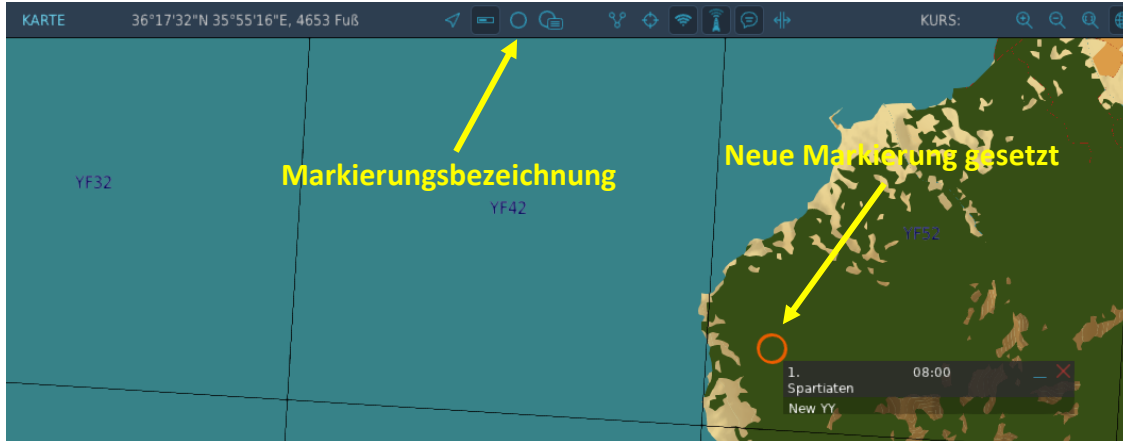 KARTE 36°17'32"N 35°55'16"E, 4653 Fuß KURS:
Markierungsbezeichnung
Neue Markierung gesetzt
YF32
YF42
YF52
1. 08:00
Spartiaten
New YY